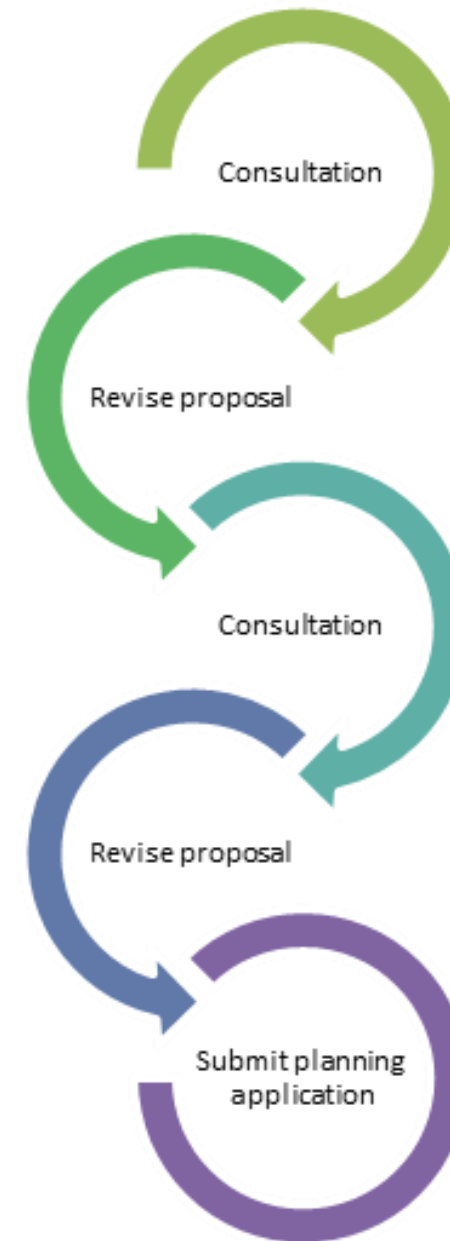 Consultation
Revise proposal
Consultation
Revise proposal
Submit planning
application